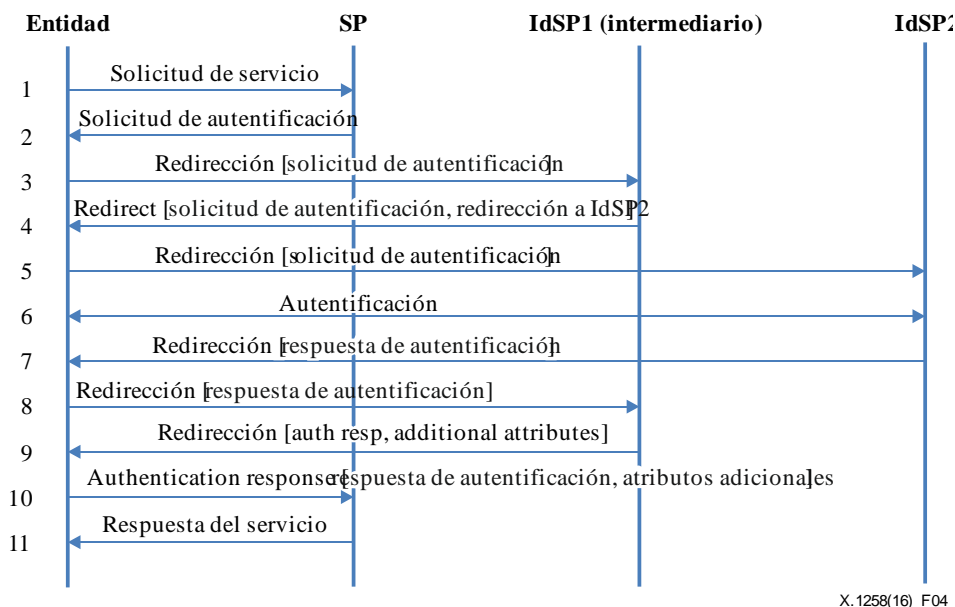 Entidad SP IdSP1 (intermediario) IdSP2
1 Solicitud de servicio
2 Solicitud de autentificación
3 Redirección [solicitud de autentificación]
4 Redirect [solicitud de autentificación, redirección a IdSP2]
5 Redirección [solicitud de autentificación]
6 Autentificación
7 Redirección [respuesta de autentificación]
8 Redirección [respuesta de autentificación]
9 Redirección [auth resp, additional attributes]
10 Authentication response [respuesta de autentificación, atributos adicionales]
11 Respuesta del servicio
X.1258(16)_F04